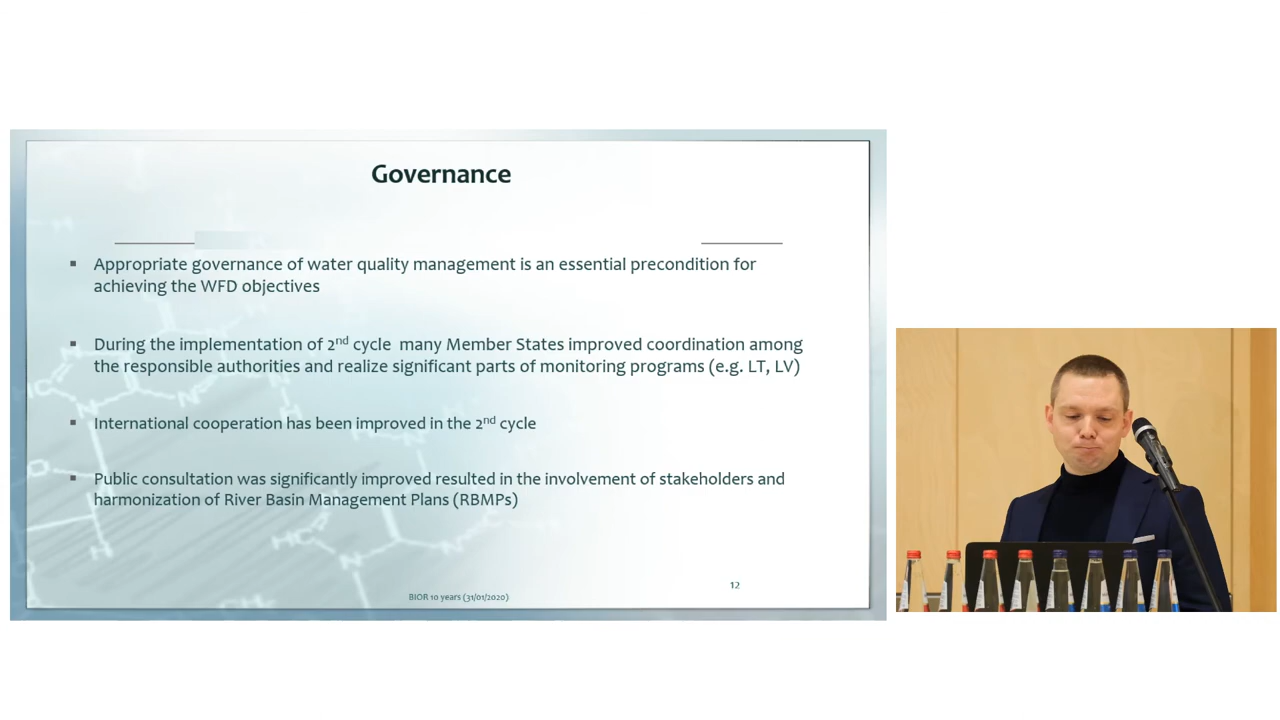 Governance
▪ Appropriate governance of water quality management is an essential precondition for
achieving the WFD objectives
▪ During the implementation of 2nd cycle many Member States improved coordination among
the responsible authorities and realize significant parts of monitoring programs (e.g. LT, LV)
▪ International cooperation has been improved in the 2nd cycle
▪ Public consultation was significantly improved resulted in the involvement of stakeholders and
harmonization of River Basin Management Plans (RBMPs)
12
BIOR 10 years (31/01/2020)